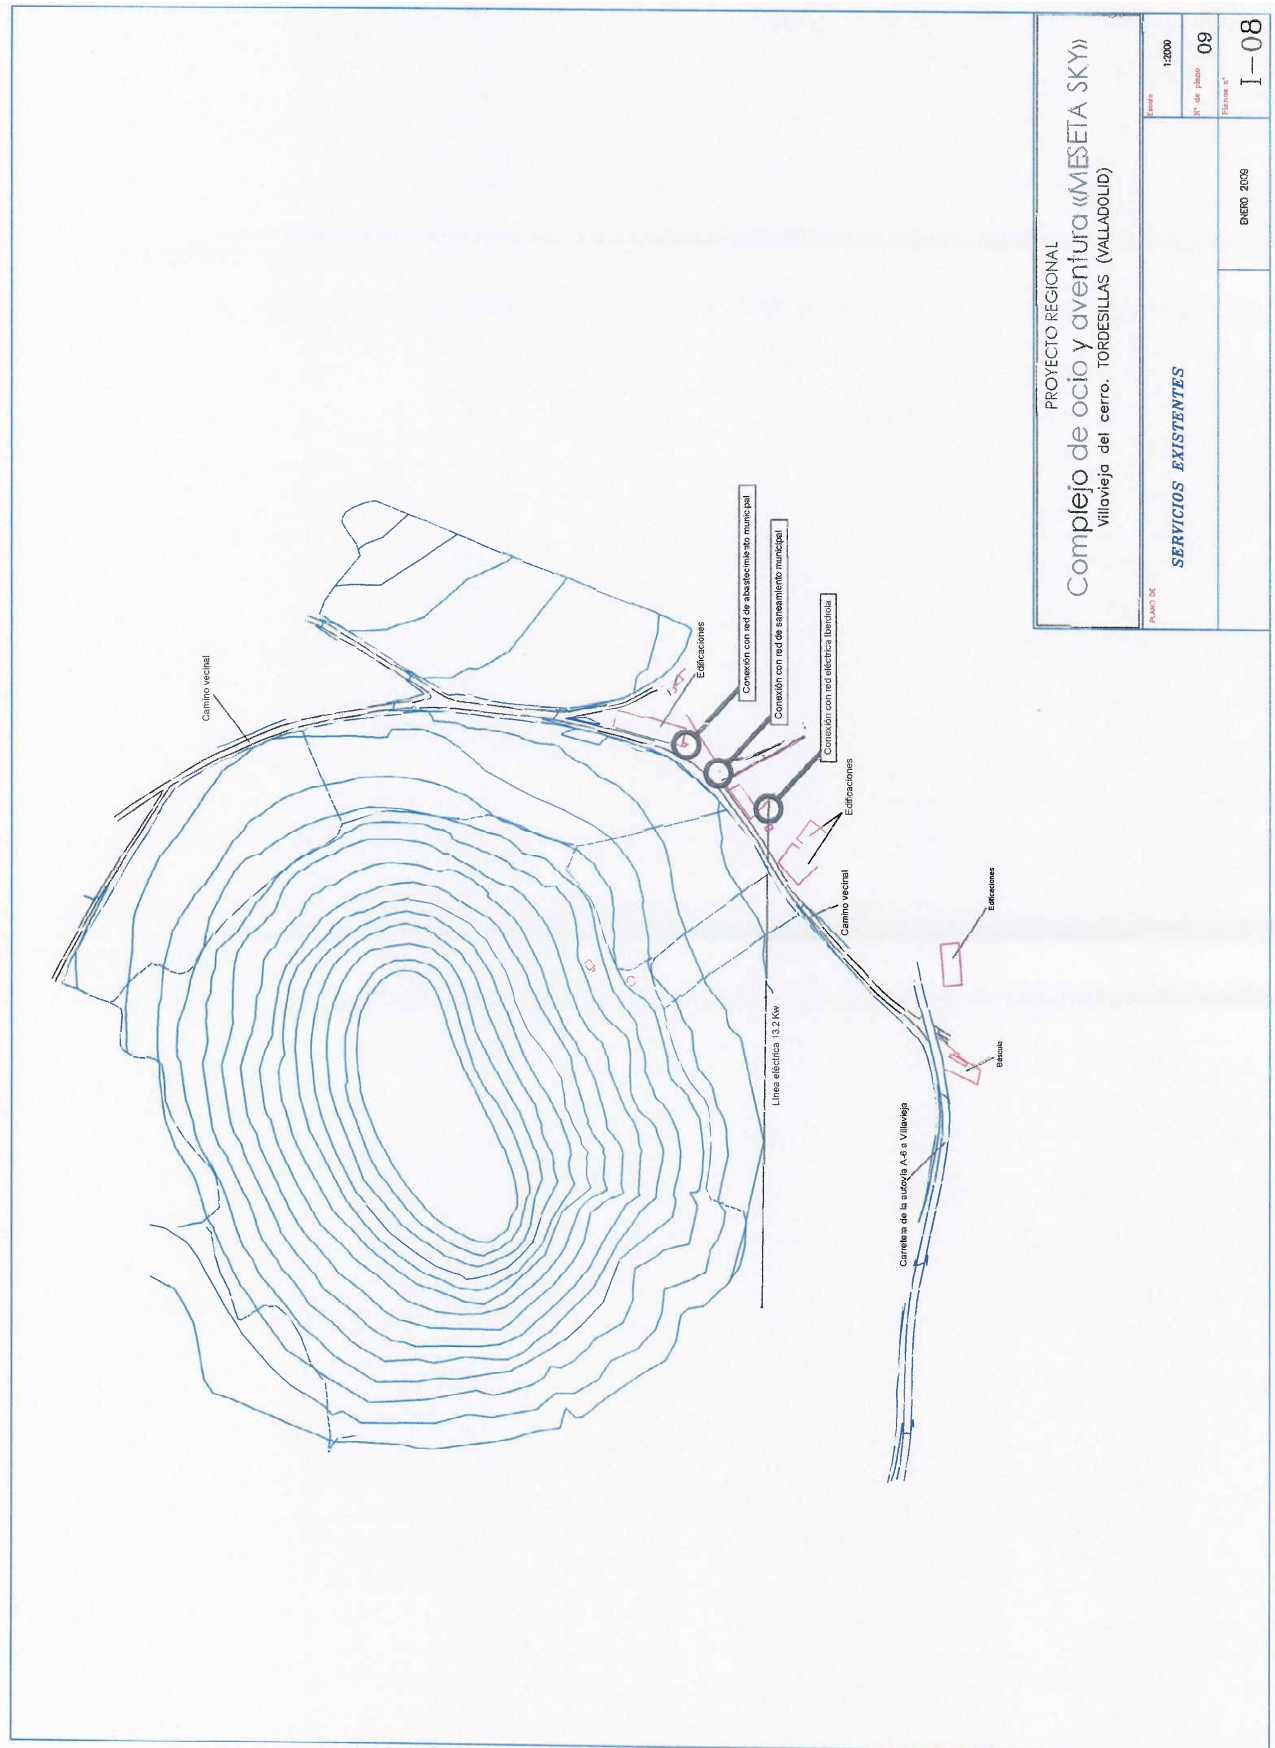 Camino vecinal
Edificaciones
Conexión con red de abastecimiento municipal
Conexión con red de saneamiento municipal
Conexión con red eléctrica Iberdrola
Edificaciones
Camino vecinal
Línea eléctrica 13.2 Kw
Edificaciones
Báscula
Carretera de la autovía A-6 a Villavieja
PROYECTO REGIONAL
Complejo de ocio y aventura «MESETA SKY»
Villavieja del cerro. TORDESILLAS (VALLADOLID)
PLANO DE
SERVICIOS EXISTENTES
Escala
1:2000
Nº de plano
09
Planos nº
I-08
ENERO 2009